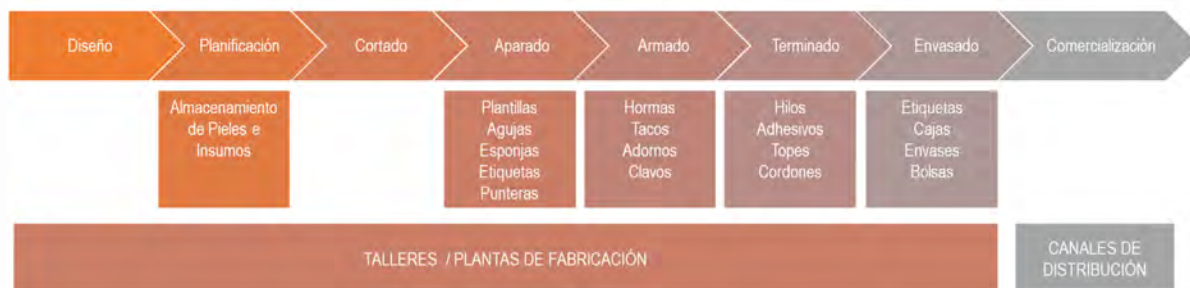 Diseño
Planificación
Cortado
Aparado
Armado
Terminado
Envasado
Comercialización
Almacenamiento
de Pieles e
Insumos
Plantillas
Agujas
Esponjas
Etiquetas
Punteras
Hormas
Tacos
Adornos
Clavos
Hilos
Adhesivos
Topes
Cordones
Etiquetas
Cajas
Envases
Bolsas
TALLERES / PLANTAS DE FABRICACIÓN
CANALES DE
DISTRIBUCIÓN